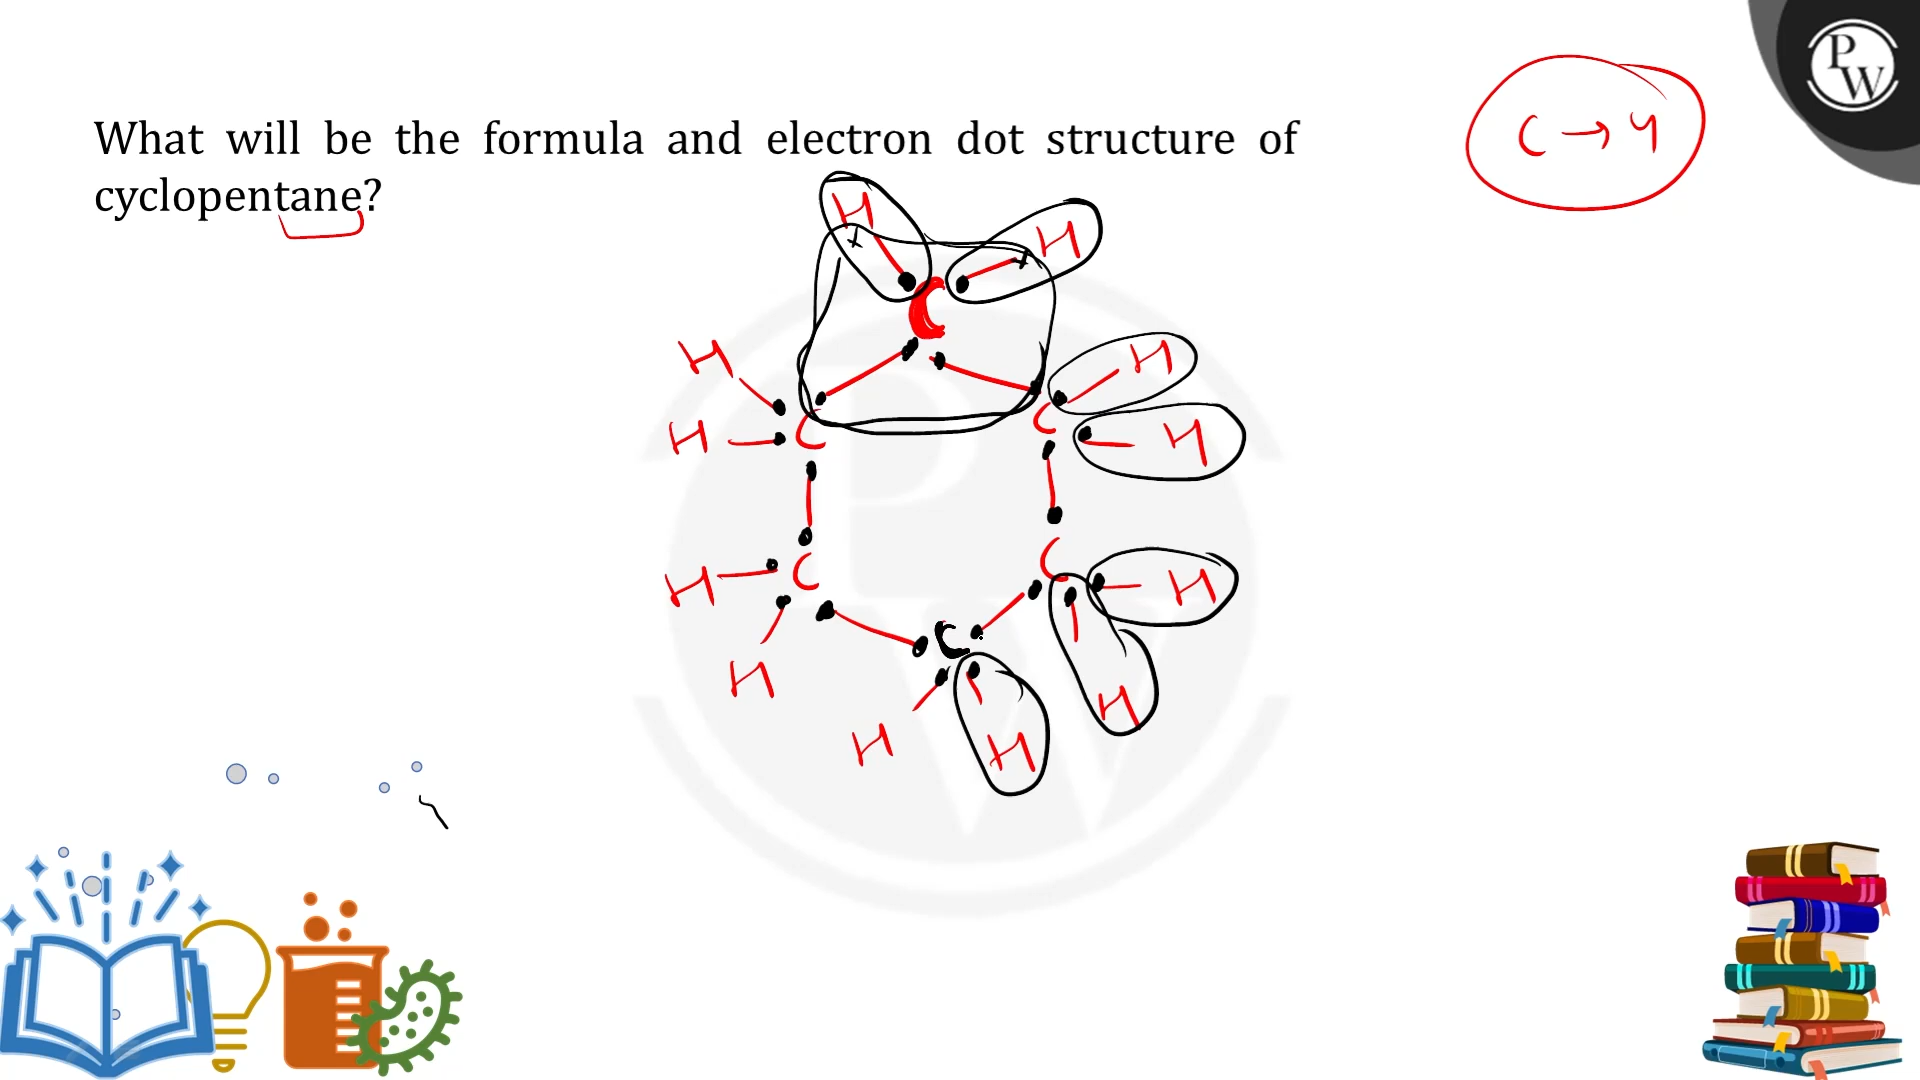 What will be the formula and electron dot structure of
cyclopentane?
C → 4
P
W
H
H
C
H
H
H
H
C
C
H
C
C
H
H
C
H
H
H
H